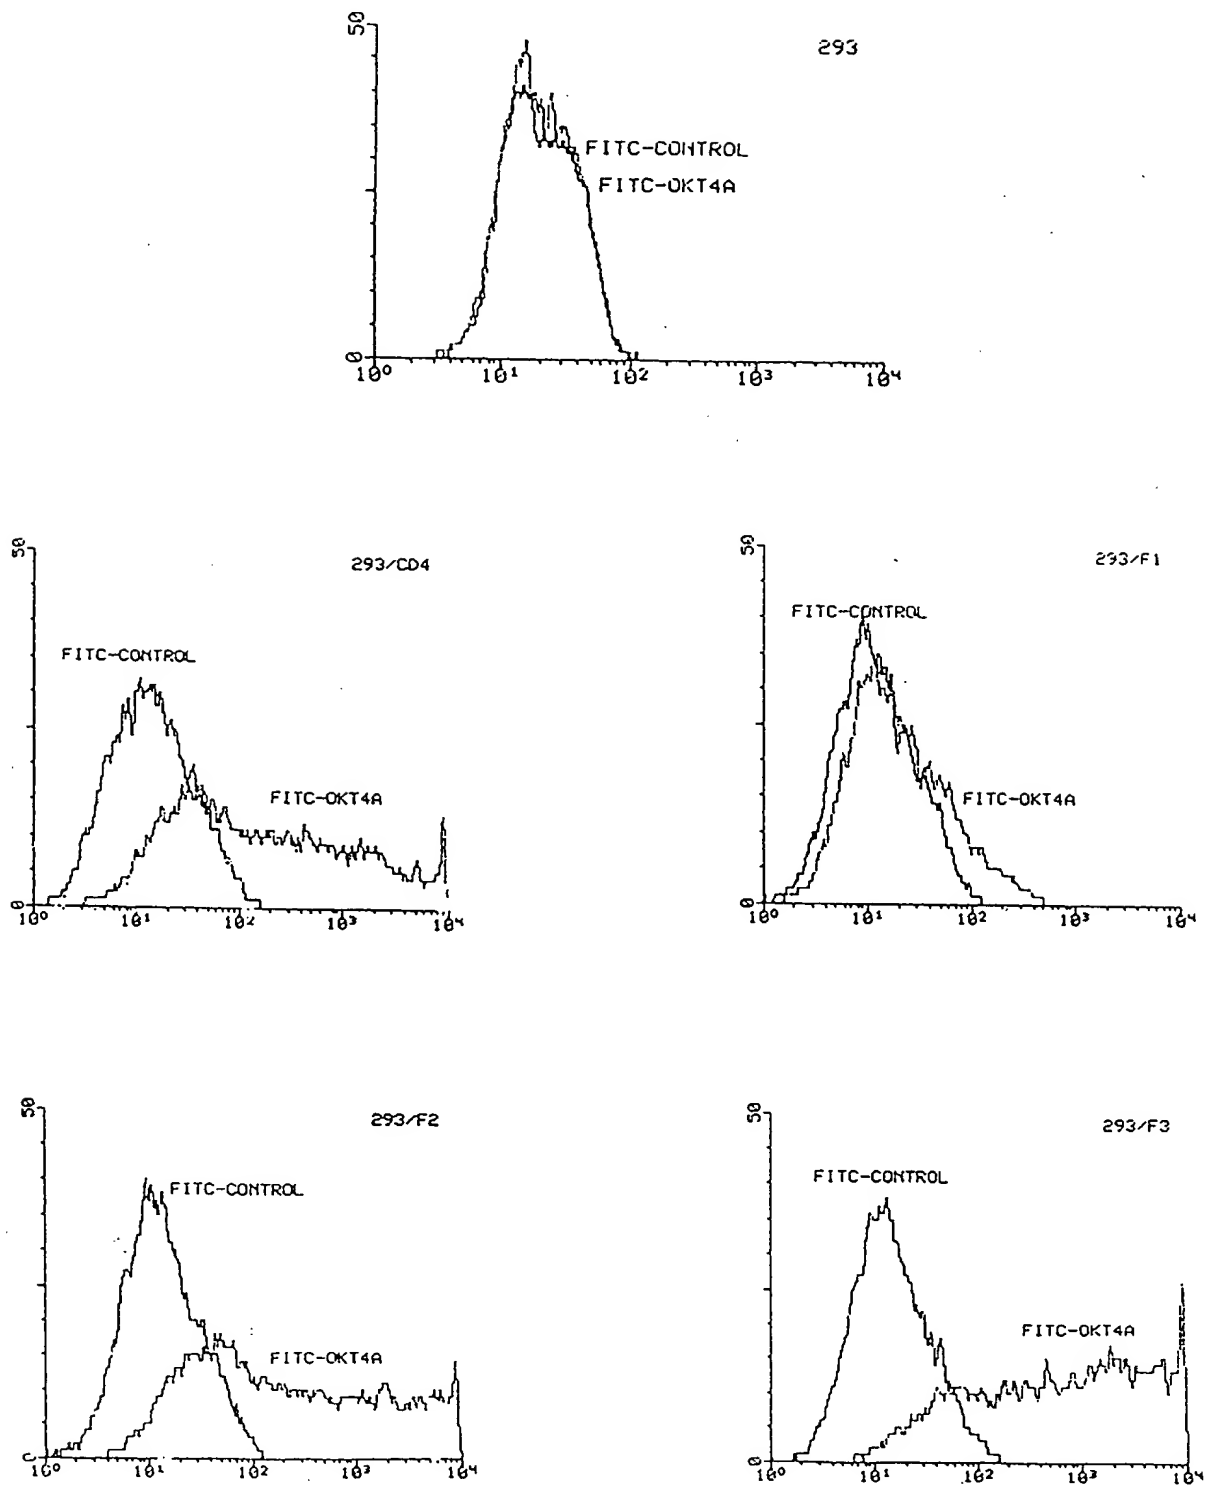 50
293
FITC-CONTROL
FITC-OKT4A
0
10⁰ 10¹ 10² 10³ 10⁴
50
293/CD4
FITC-CONTROL
FITC-OKT4A
0
10⁰ 10¹ 10² 10³ 10⁴
50
293/F1
FITC-CONTROL
FITC-OKT4A
0
10⁰ 10¹ 10² 10³ 10⁴
50
293/F2
FITC-CONTROL
FITC-OKT4A
0
10⁰ 10¹ 10² 10³ 10⁴
50
293/F3
FITC-CONTROL
FITC-OKT4A
0
10⁰ 10¹ 10² 10³ 10⁴